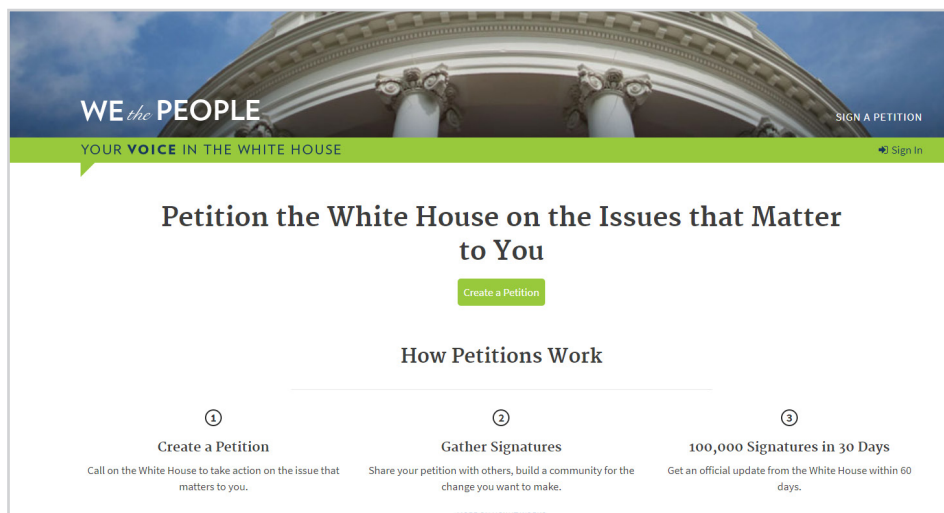 WE the PEOPLE
SIGN A PETITION
YOUR VOICE IN THE WHITE HOUSE
Sign In
Petition the White House on the Issues that Matter
to You
Create a Petition
How Petitions Work
1
2
3
Create a Petition
Gather Signatures
100,000 Signatures in 30 Days
Call on the White House to take action on the issue that
matters to you.
Share your petition with others, build a community for the
change you want to make.
Get an official update from the White House within 60
days.